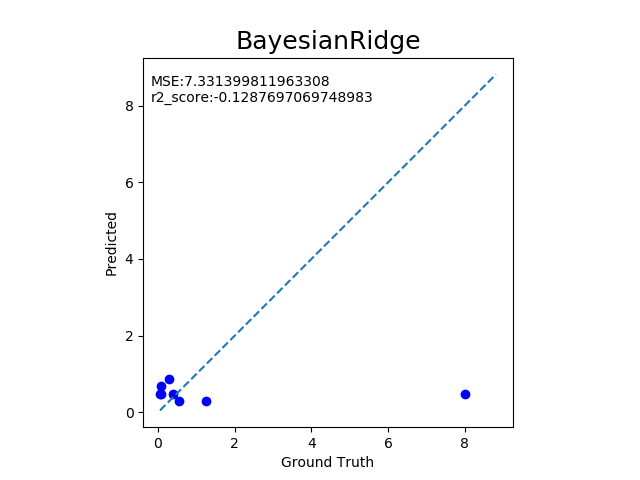 BayesianRidge
MSE:7.331399811963308
r2_score:-0.1287697069748983
8
6
4
2
0
Predicted
0 2 4 6 8
Ground Truth